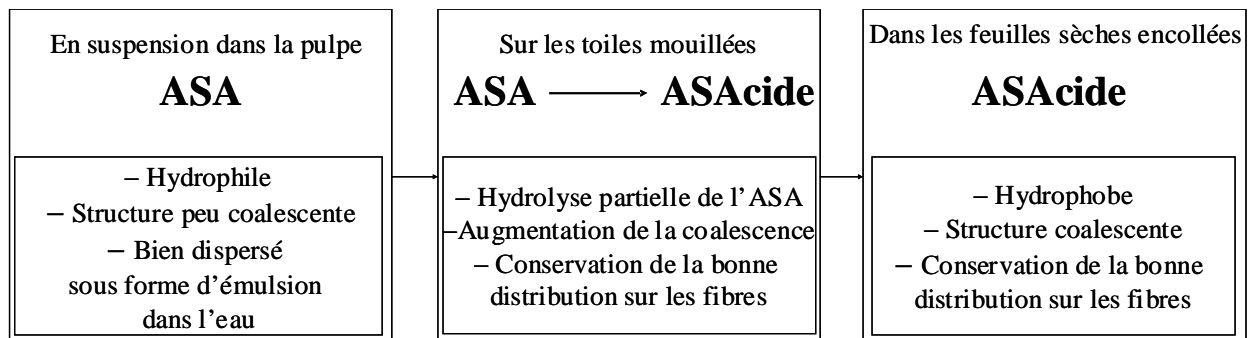 En suspension dans la pulpe
ASA
– Hydrophile
– Structure peu coalescente
– Bien dispersé
sous forme d’émulsion
dans l’eau
Sur les toiles mouillées
ASA ASAcide
– Hydrolyse partielle de l’ASA
–Augmentation de la coalescence
– Conservation de la bonne
distribution sur les fibres
Dans les feuilles sèches encollées
ASAcide
– Hydrophobe
– Structure coalescente
– Conservation de la bonne
distribution sur les fibres